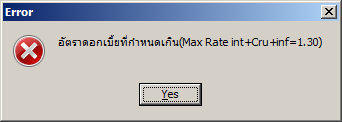 Error
อัตราดอกเบี้ยที่กำหนดเกิน(Max Rate int+Cru+inf=1.30)
Yes